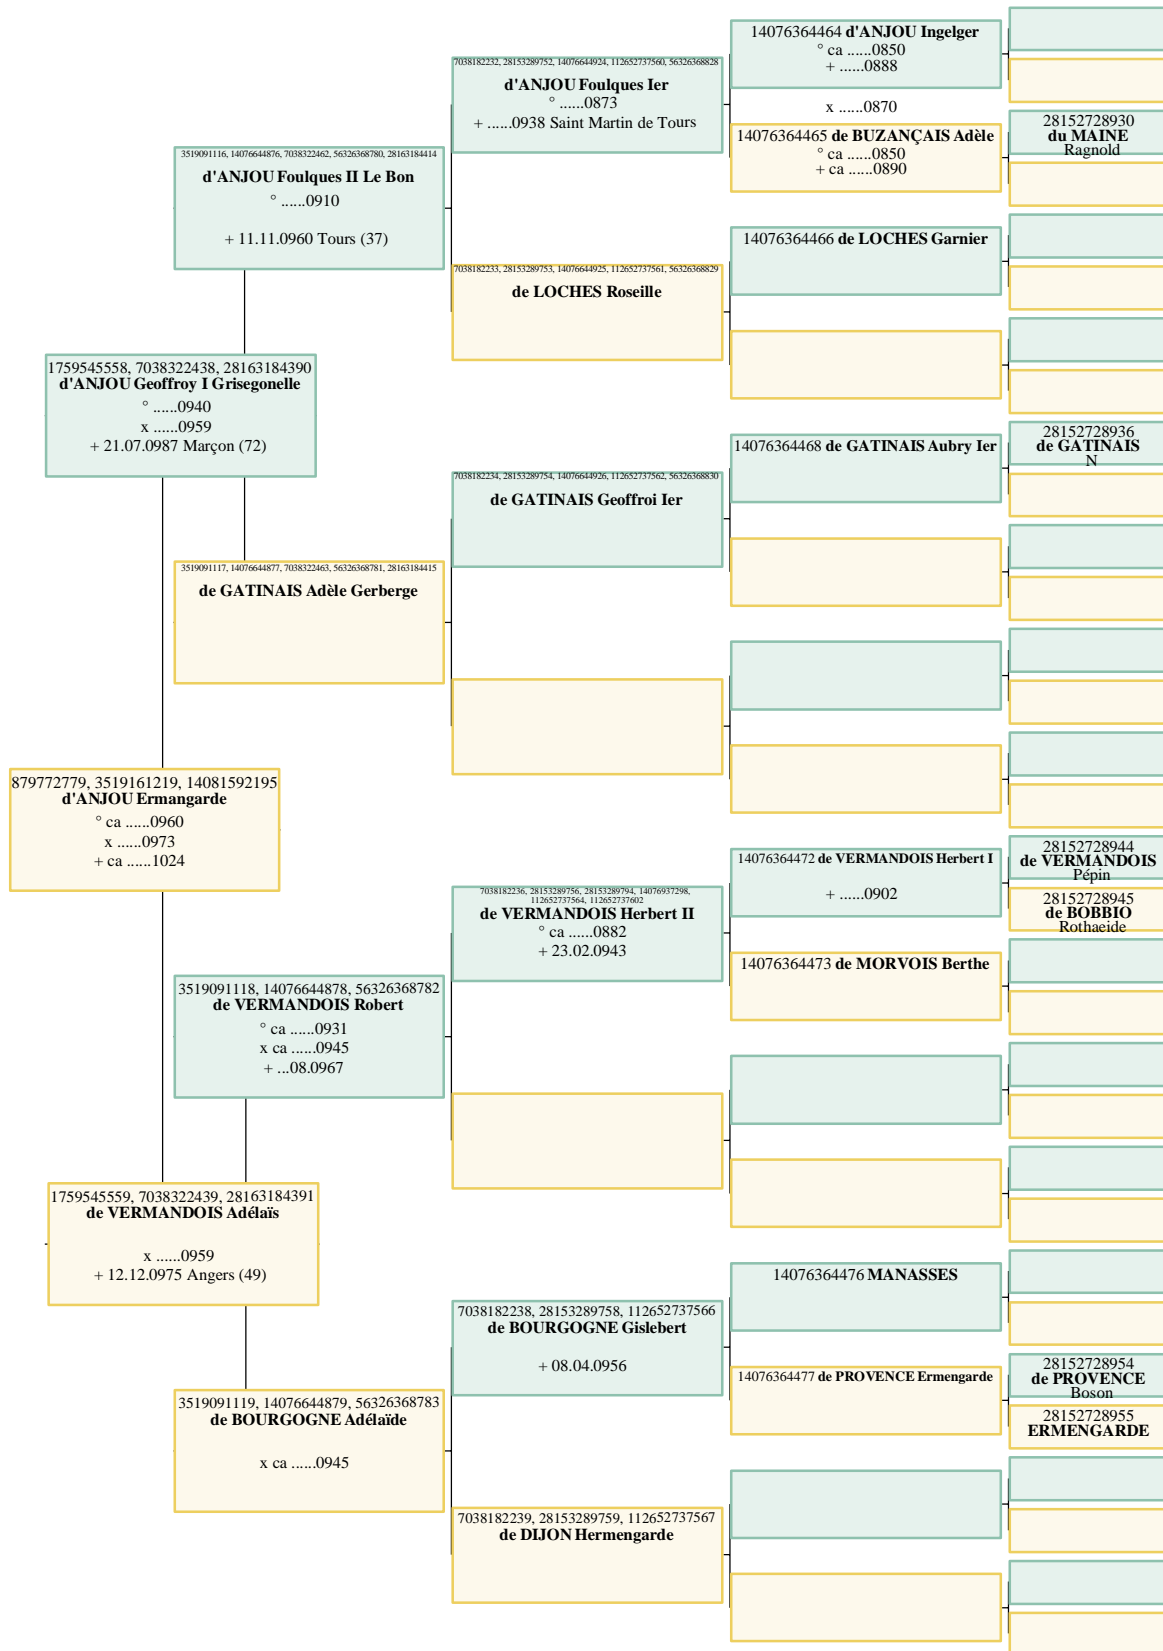 14076364464 d'ANJOU Ingelger
° ca ......0850
+ ......0888
x ......0870
14076364465 de BUZANÇAIS Adèle
° ca ......0850
+ ca ......0890
28152728930
du MAINE
Ragnold
7038182232, 28153289752, 14076644924, 112652737560, 56326368828
d'ANJOU Foulques Ier
° ......0873
+ ......0938 Saint Martin de Tours
3519091116, 14076644876, 7038322462, 56326368780, 28163184414
d'ANJOU Foulques II Le Bon
° ......0910
+ 11.11.0960 Tours (37)
14076364466 de LOCHES Garnier
7038182233, 28153289753, 14076644925, 112652737561, 56326368829
de LOCHES Roseille
1759545558, 7038322438, 28163184390
d'ANJOU Geoffroy I Grisegonelle
° ......0940
x ......0959
+ 21.07.0987 Marçon (72)
14076364468 de GATINAIS Aubry Ier
28152728936
de GATINAIS
N
7038182234, 28153289754, 14076644926, 112652737562, 56326368830
de GATINAIS Geoffroi Ier
3519091117, 14076644877, 7038322463, 56326368781, 28163184415
de GATINAIS Adèle Gerberge
879772779, 3519161219, 14081592195
d'ANJOU Ermangarde
° ca ......0960
x ......0973
+ ca ......1024
14076364472 de VERMANDOIS Herbert I
+ ......0902
28152728944
de VERMANDOIS
Pépin
28152728945
de BOBBIO
Rothaeide
7038182236, 28153289756, 28153289794, 14076937298,
112652737564, 112652737602
de VERMANDOIS Herbert II
° ca ......0882
+ 23.02.0943
14076364473 de MORVOIS Berthe
3519091118, 14076644878, 56326368782
de VERMANDOIS Robert
° ca ......0931
x ca ......0945
+ ...08.0967
1759545559, 7038322439, 28163184391
de VERMANDOIS Adélaïs
x ......0959
+ 12.12.0975 Angers (49)
14076364476 MANASSES
7038182238, 28153289758, 112652737566
de BOURGOGNE Gislebert
+ 08.04.0956
14076364477 de PROVENCE Ermengarde
28152728954
de PROVENCE
Boson
28152728955
ERMENGARDE
3519091119, 14076644879, 56326368783
de BOURGOGNE Adélaïde
x ca ......0945
7038182239, 28153289759, 112652737567
de DIJON Hermengarde